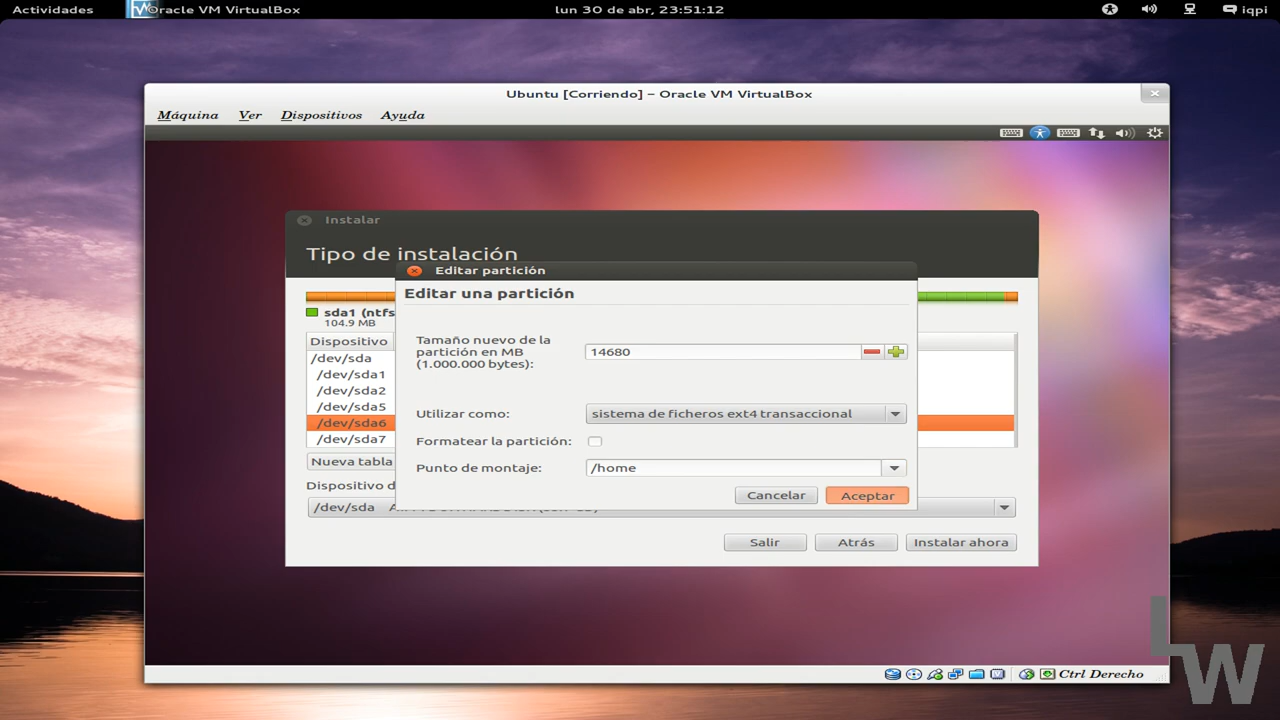 Actividades
Oracle VM VirtualBox
lun 30 de abr, 23:51:12
iqpi
Ubuntu [Corriendo] – Oracle VM VirtualBox
Máquina Ver Dispositivos Ayuda
Instalar
Tipo de instalación
Editar partición
Editar una partición
sda1 (ntfs
104.9 MB
Dispositivo
/dev/sda
/dev/sda1
/dev/sda2
/dev/sda5
/dev/sda6
/dev/sda7
Tamaño nuevo de la
partición en MB
(1.000.000 bytes):
14680
Utilizar como:
sistema de ficheros ext4 transaccional
Formatear la partición:
Punto de montaje:
/home
Cancelar
Aceptar
Nueva tabla
Dispositivo d
/dev/sda
Salir
Atrás
Instalar ahora
Ctrl Derecho
LW